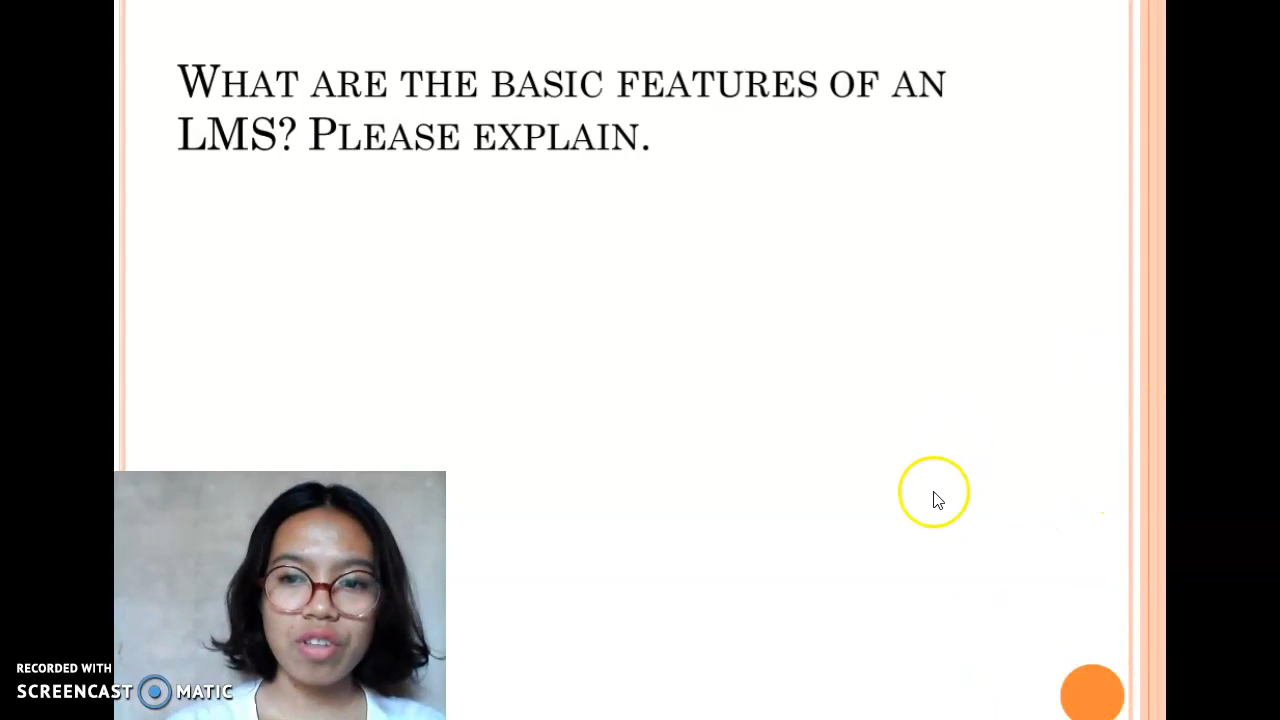 WHAT ARE THE BASIC FEATURES OF AN
LMS? PLEASE EXPLAIN.
RECORDED WITH
SCREENCAST MATIC